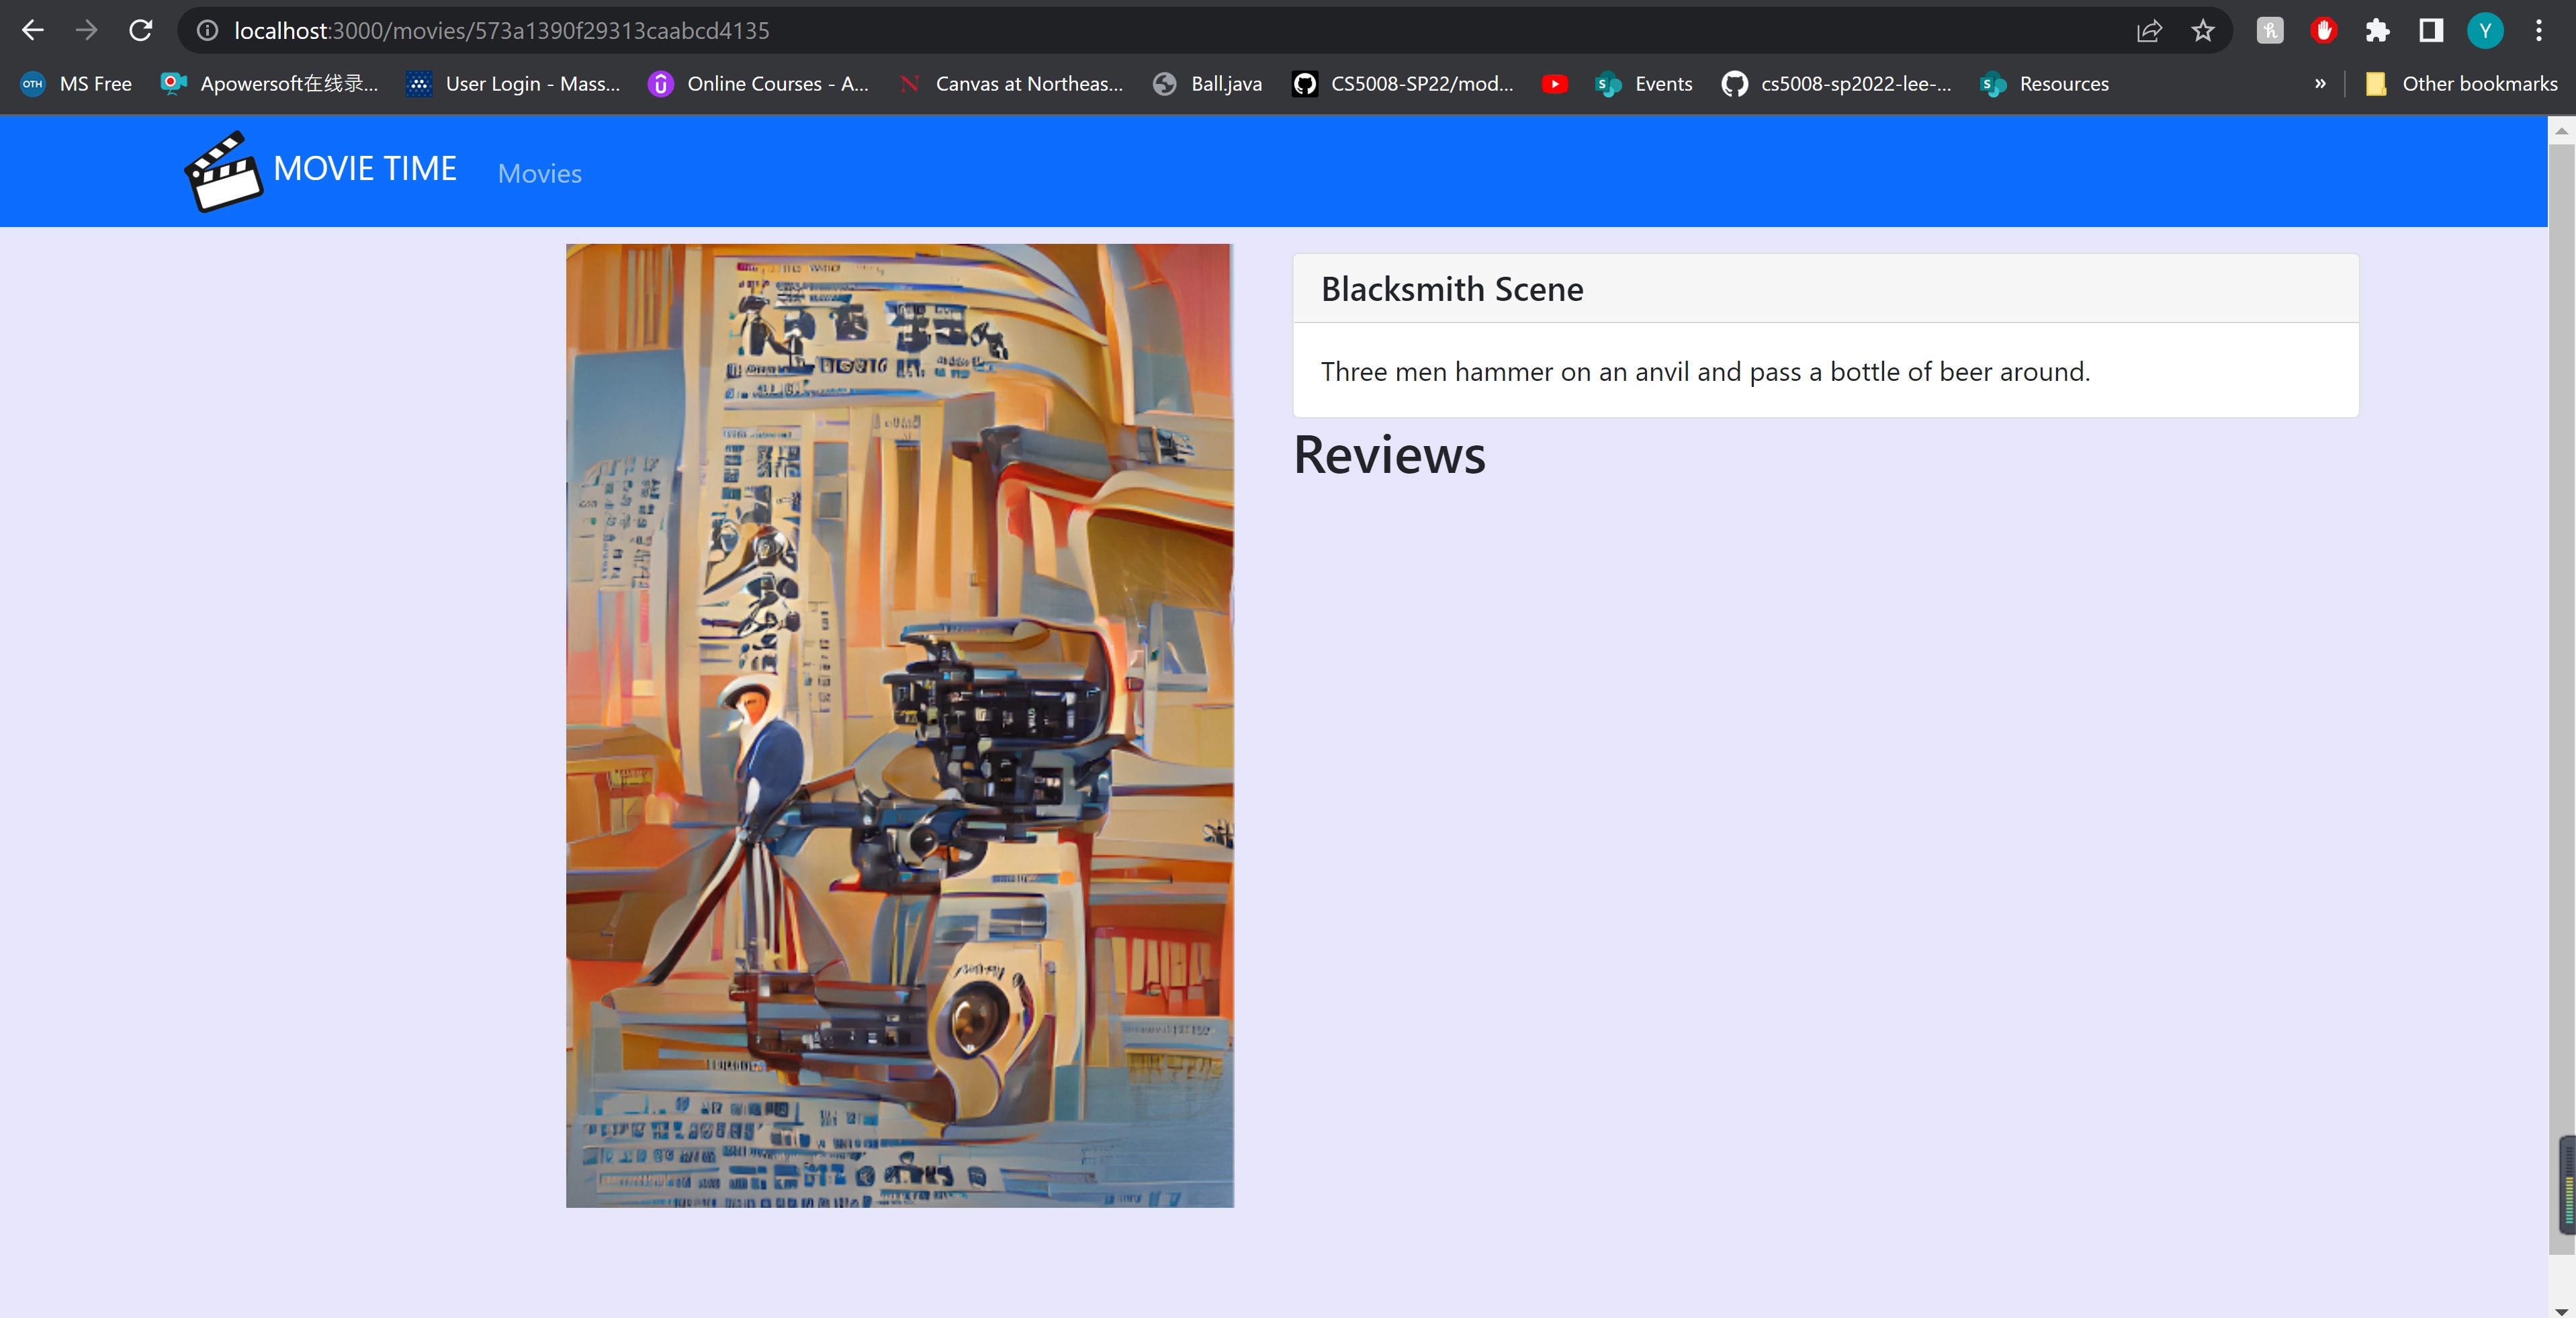 localhost:3000/movies/573a1390f29313caabcd4135
Y
OTH MS Free Apowersoft在线录... User Login - Mass... Online Courses - A... N Canvas at Northeas... Ball.java CS5008-SP22/mod... S Events cs5008-sp2022-lee-... S Resources » Other bookmarks
MOVIE TIME Movies
Blacksmith Scene
Three men hammer on an anvil and pass a bottle of beer around.
Reviews